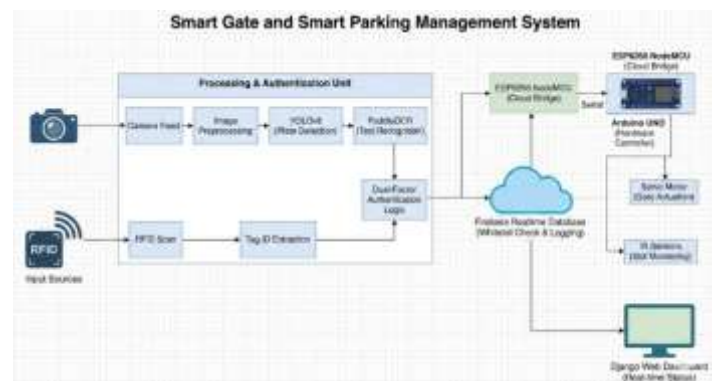 Smart Gate and Smart Parking Management System
Processing & Authentication Unit
Camera Feed
Image
Preprocessing
(Plate Detection)
PaddleOCR
(Text Recognition)
Dual-Factor
Authentication
Logic
RFID Scan
Tag ID Extraction
RFID
Input Sources
ESP8266 NodeMCU
(Cloud Bridge)
Serial
ESP8266 NodeMCU
(Cloud Bridge)
Arduino UNO
(Hardware
Controller)
Servo Motor
(Gate Actuation)
IR Sensors
(Slot Monitoring)
Firebase Realtime Database
(Whitelist Check & Logging)
Django Web Dashboard
(Real-time Status)